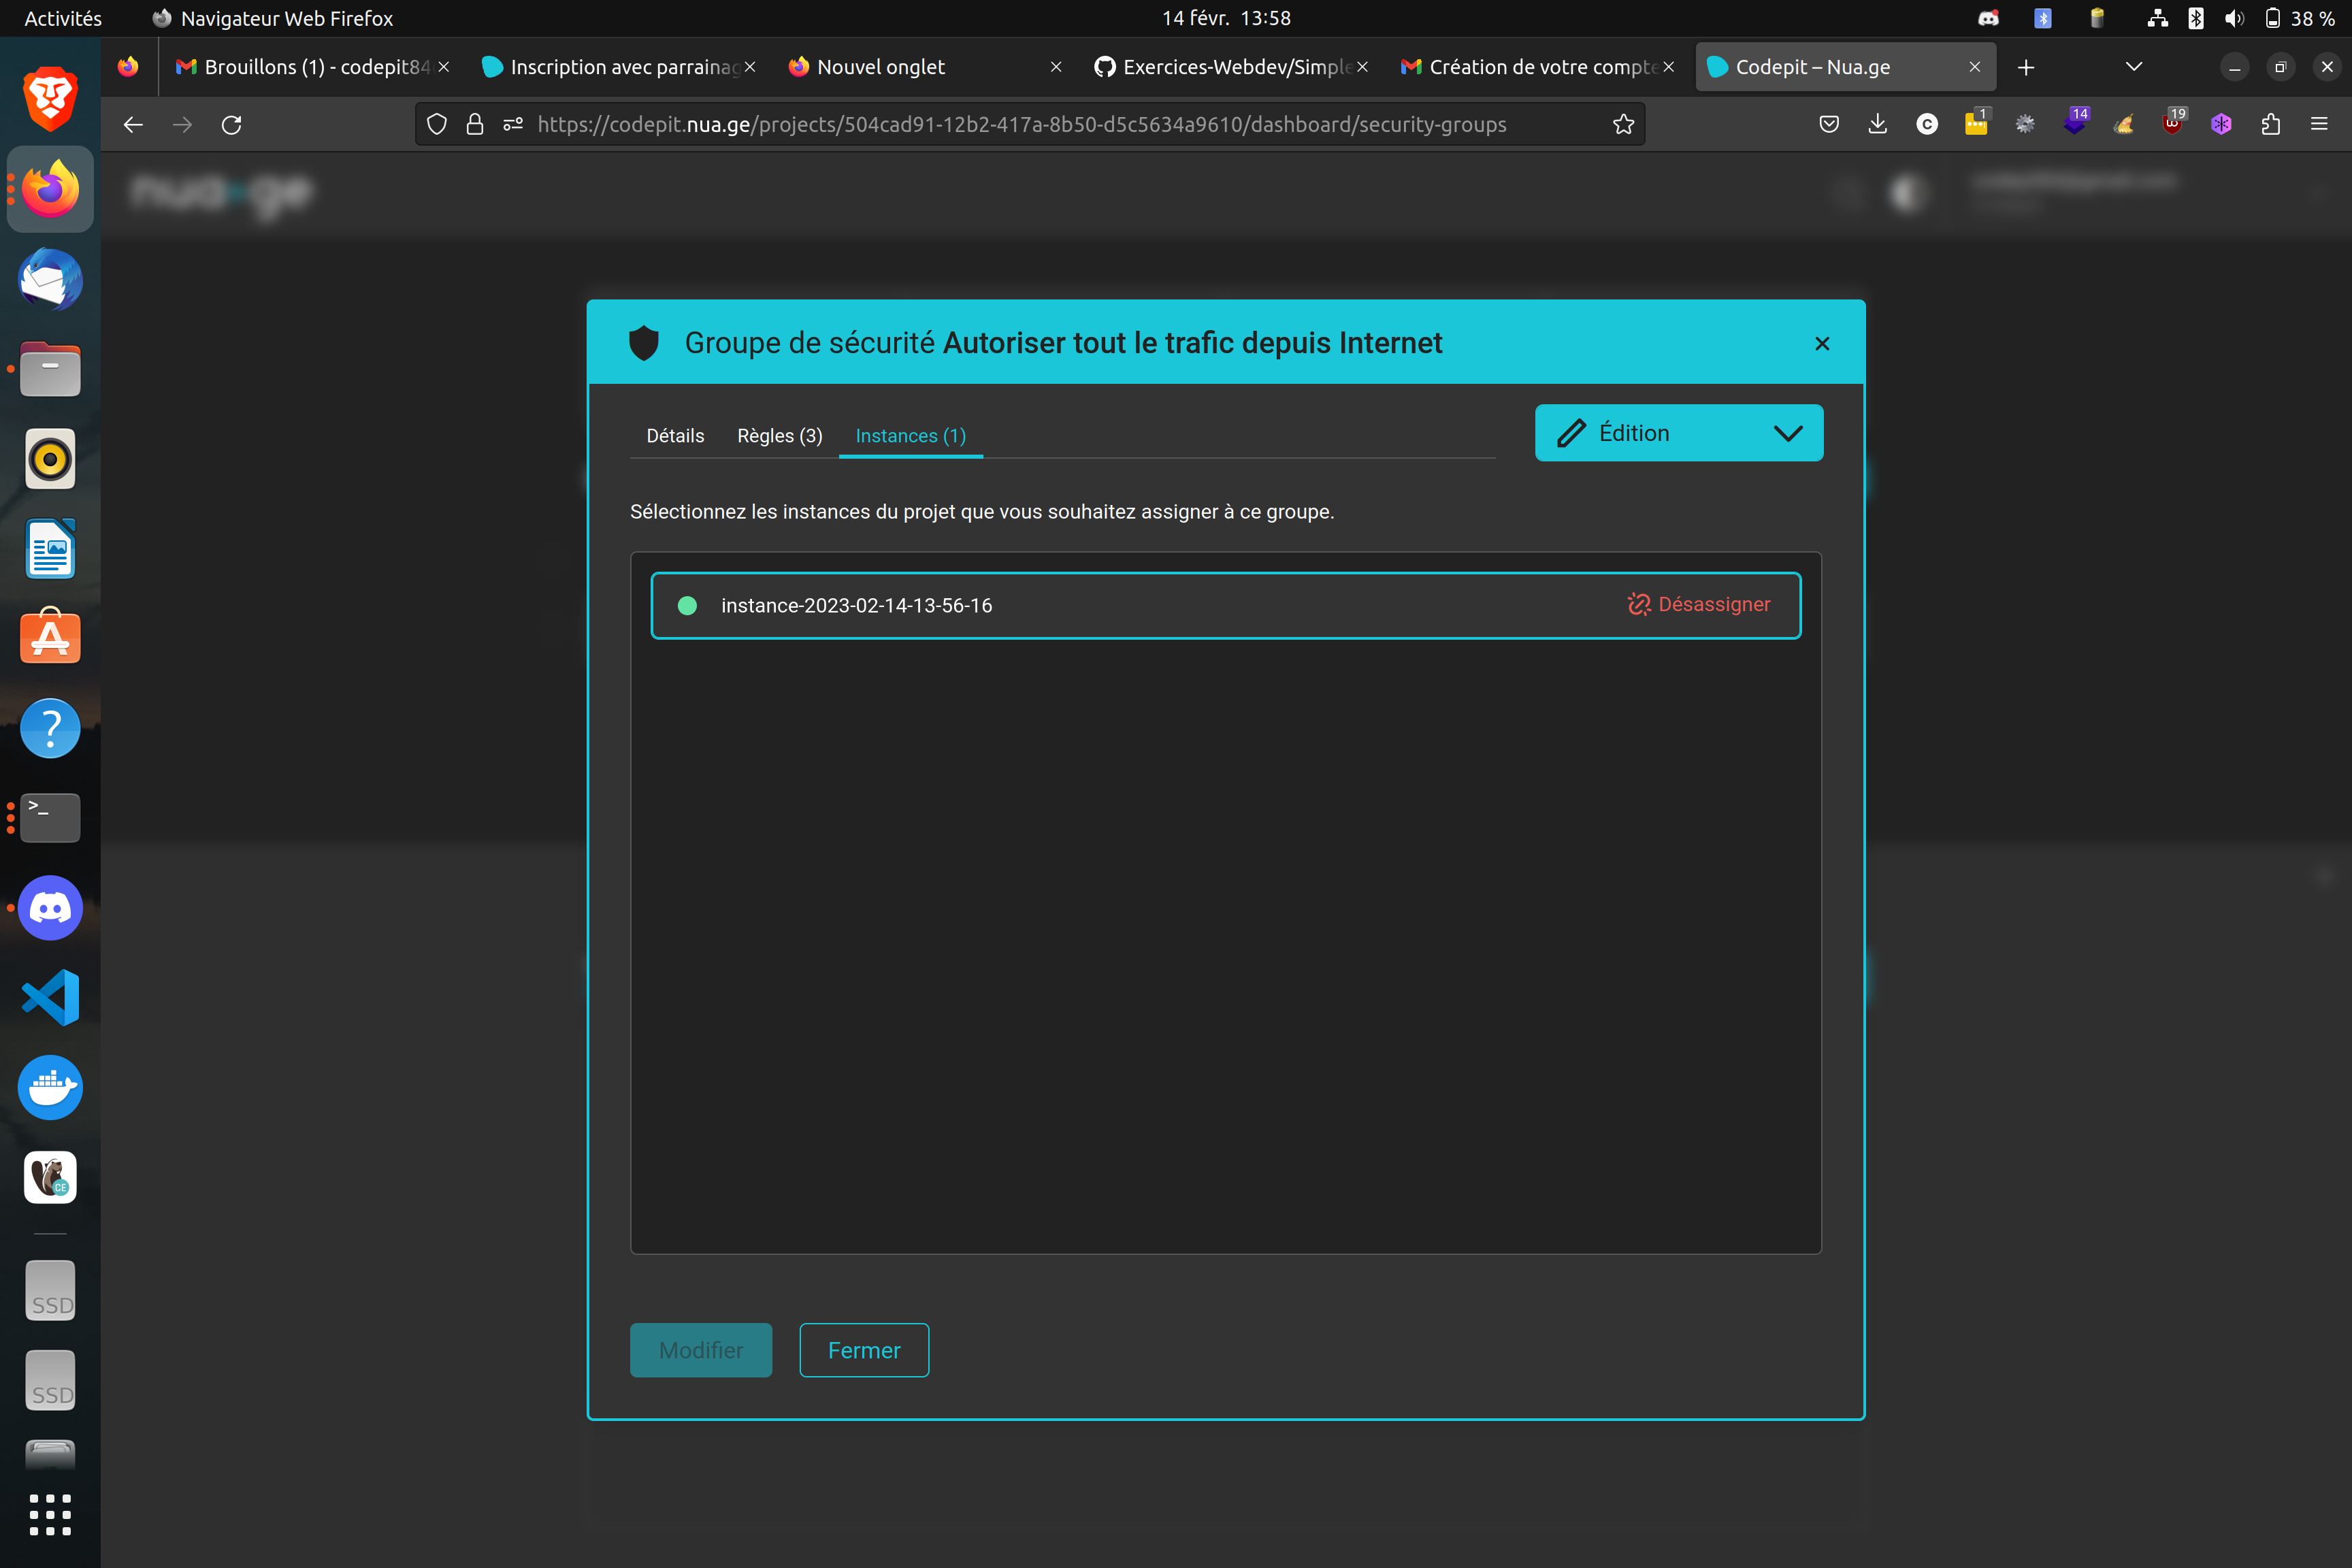 Activités
Navigateur Web Firefox
14 févr. 13:58
38 %
Brouillons (1) - codepit84
Inscription avec parrainag
Nouvel onglet
Exercices-Webdev/Simple
Création de votre compte
Codepit – Nua.ge
https://codepit.nua.ge/projects/504cad91-12b2-417a-8b50-d5c5634a9610/dashboard/security-groups
1
14
19
nua.ge
Groupe de sécurité Autoriser tout le trafic depuis Internet
Détails
Règles (3)
Instances (1)
Édition
Sélectionnez les instances du projet que vous souhaitez assigner à ce groupe.
instance-2023-02-14-13-56-16
Désassigner
Modifier
Fermer
CE
SSD
SSD